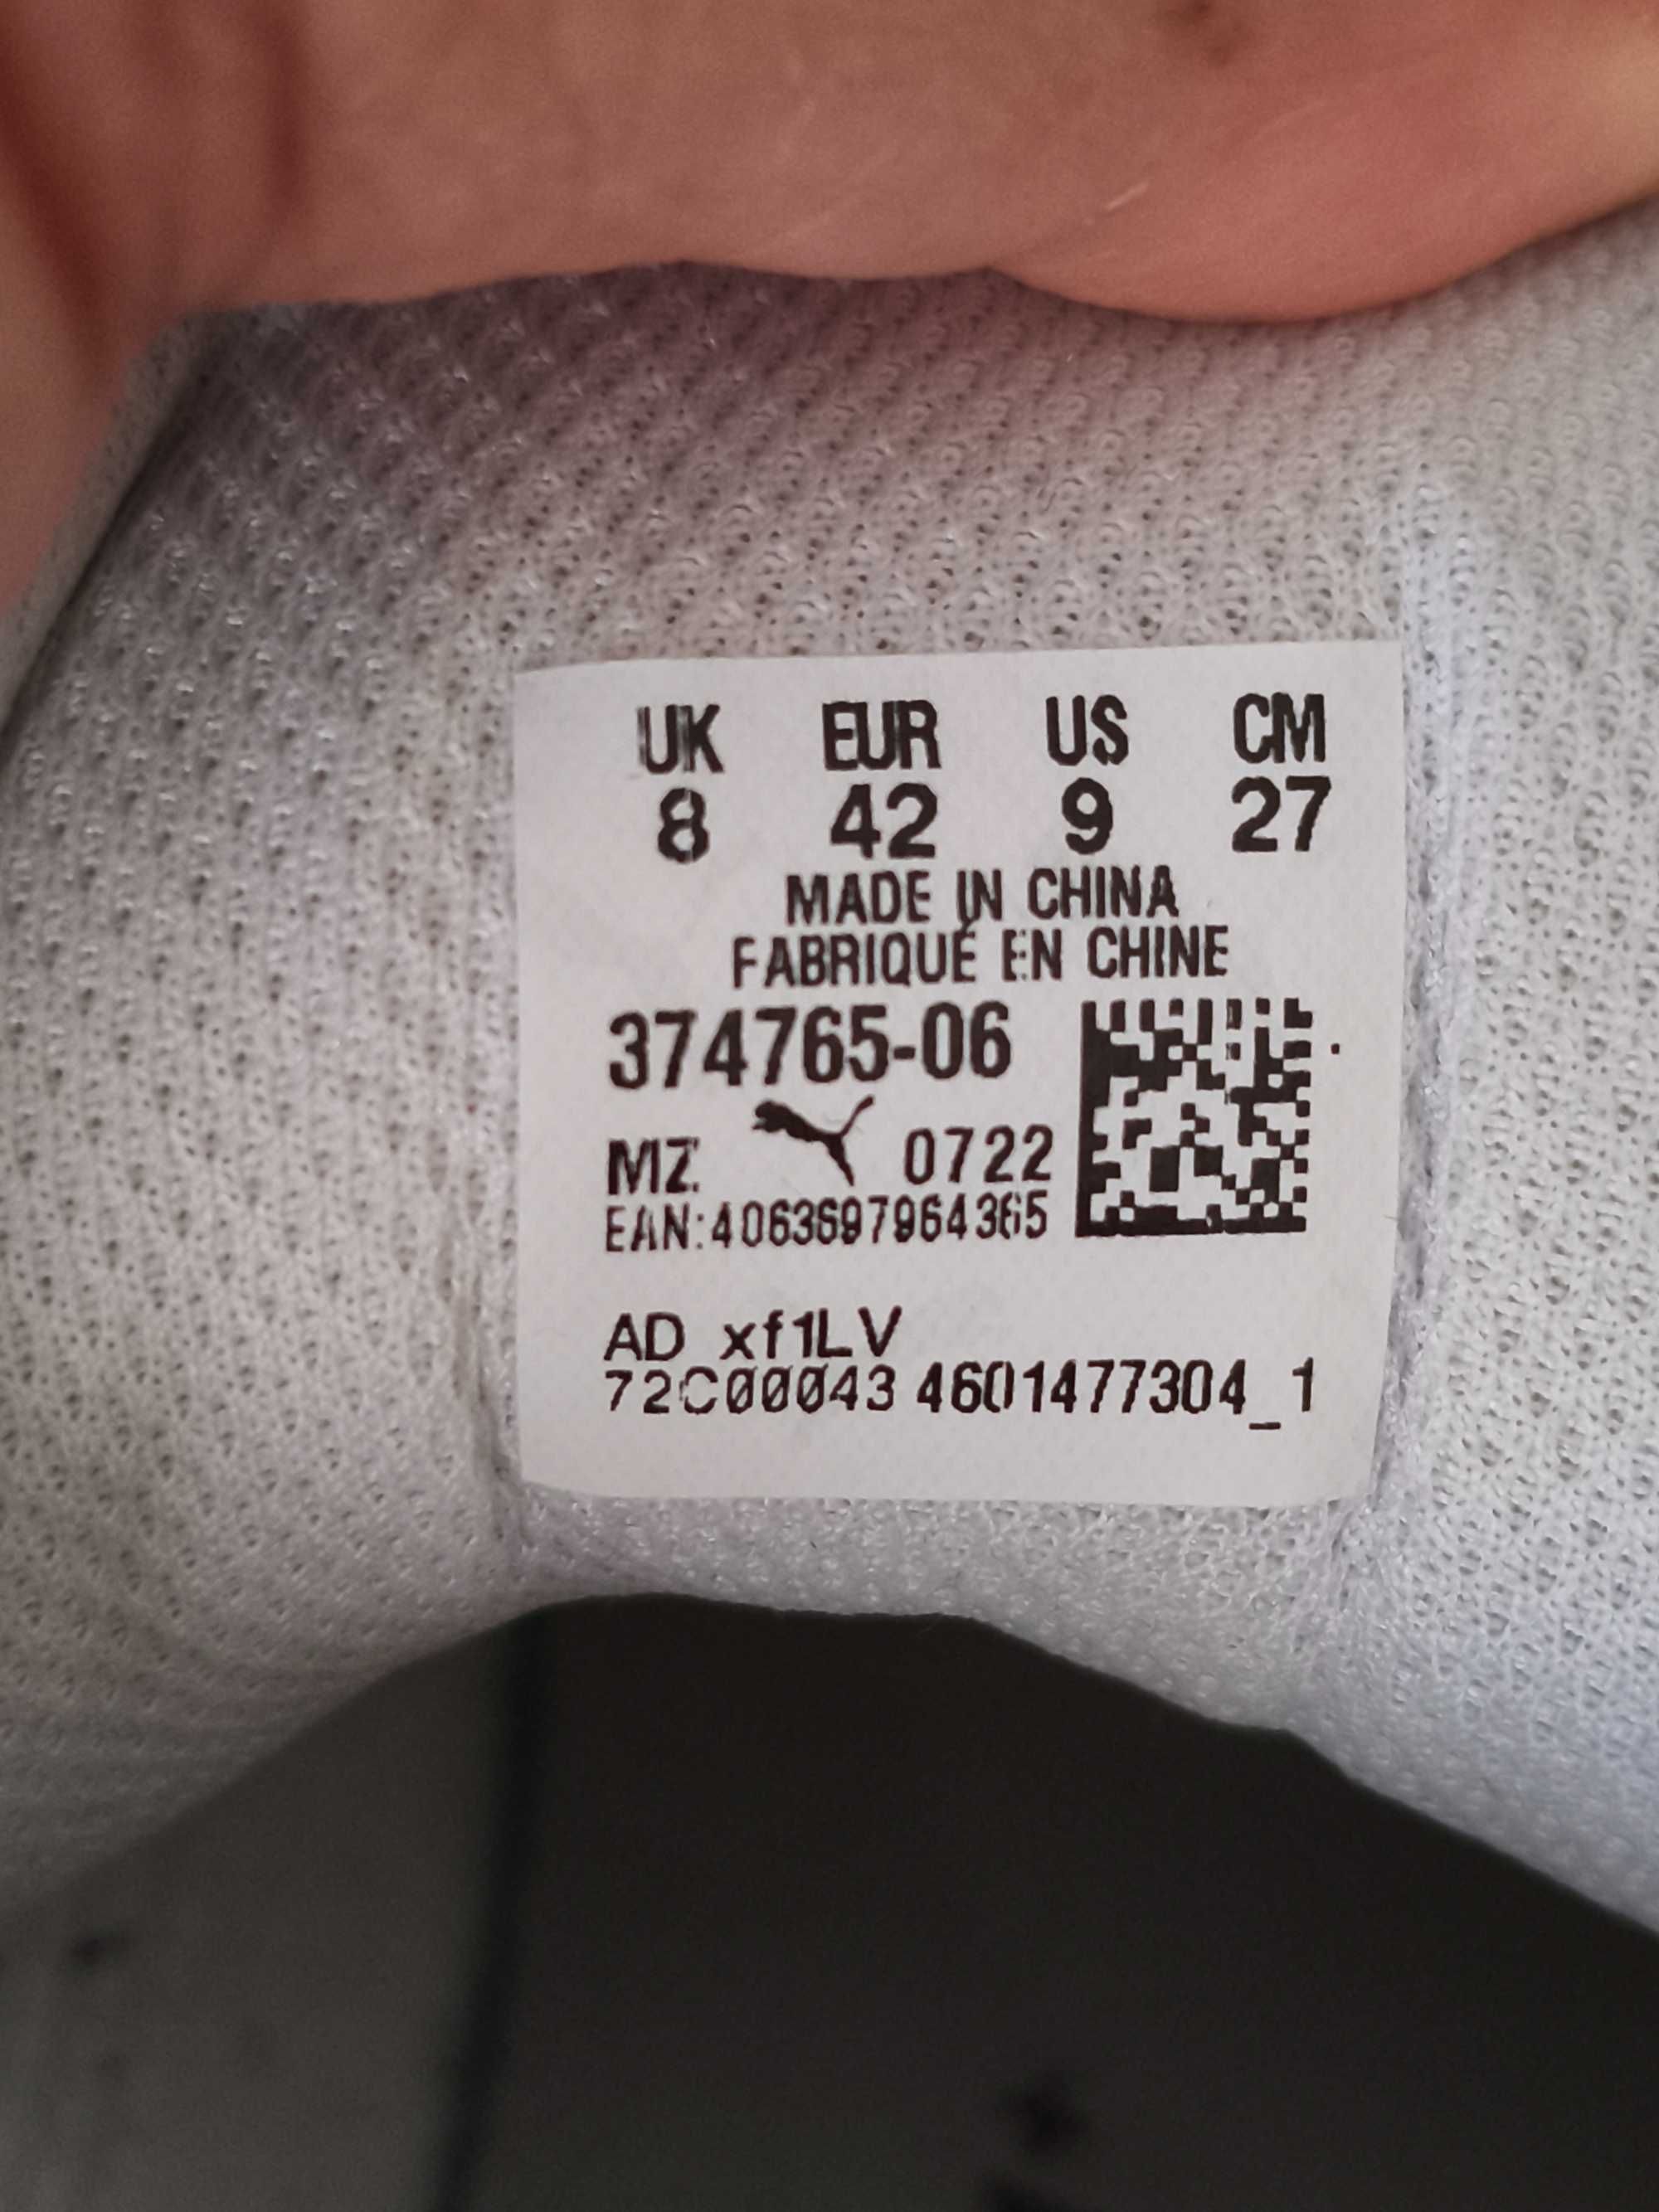 UK EUR US CM
8 42 9 27
MADE IN CHINA
FABRIQUÉ EN CHINE
374765-06
MZ. 0722
EAN:4063697964365
AD xf1LV
72C00043 4601477304_1